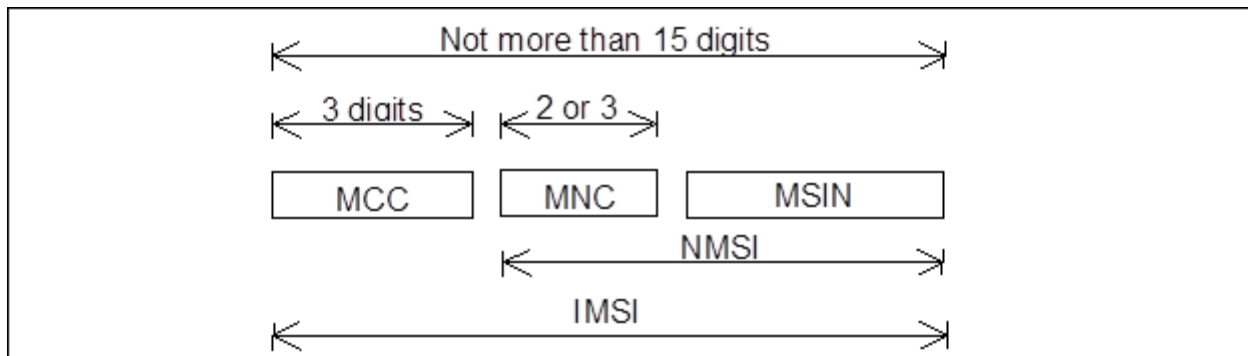 Not more than 15 digits
3 digits
2 or 3
MCC
MNC
MSIN
NMSI
IMSI